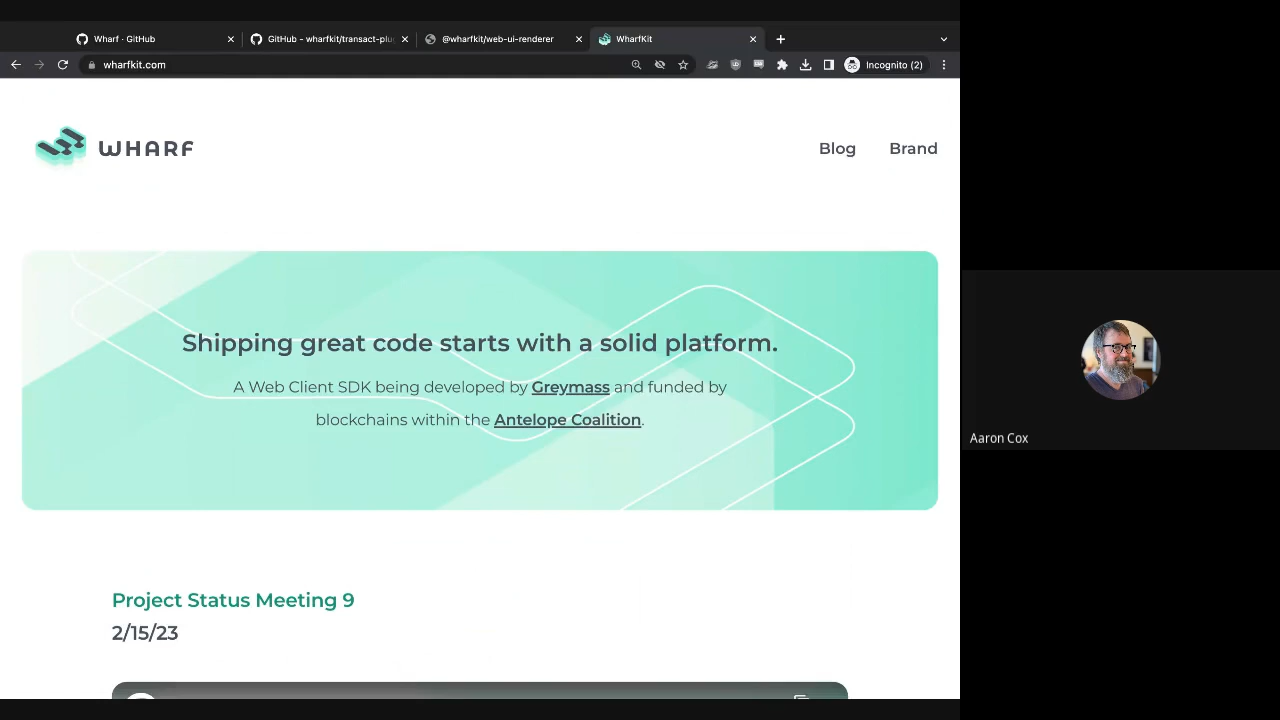 Wharf · GitHub
GitHub - wharfkit/transact-plu
@wharfkit/web-ui-renderer
WharfKit
wharfkit.com
Incognito (2)
WHARF
Blog
Brand
Shipping great code starts with a solid platform.
A Web Client SDK being developed by Greymass and funded by
blockchains within the Antelope Coalition.
Project Status Meeting 9
2/15/23
Aaron Cox